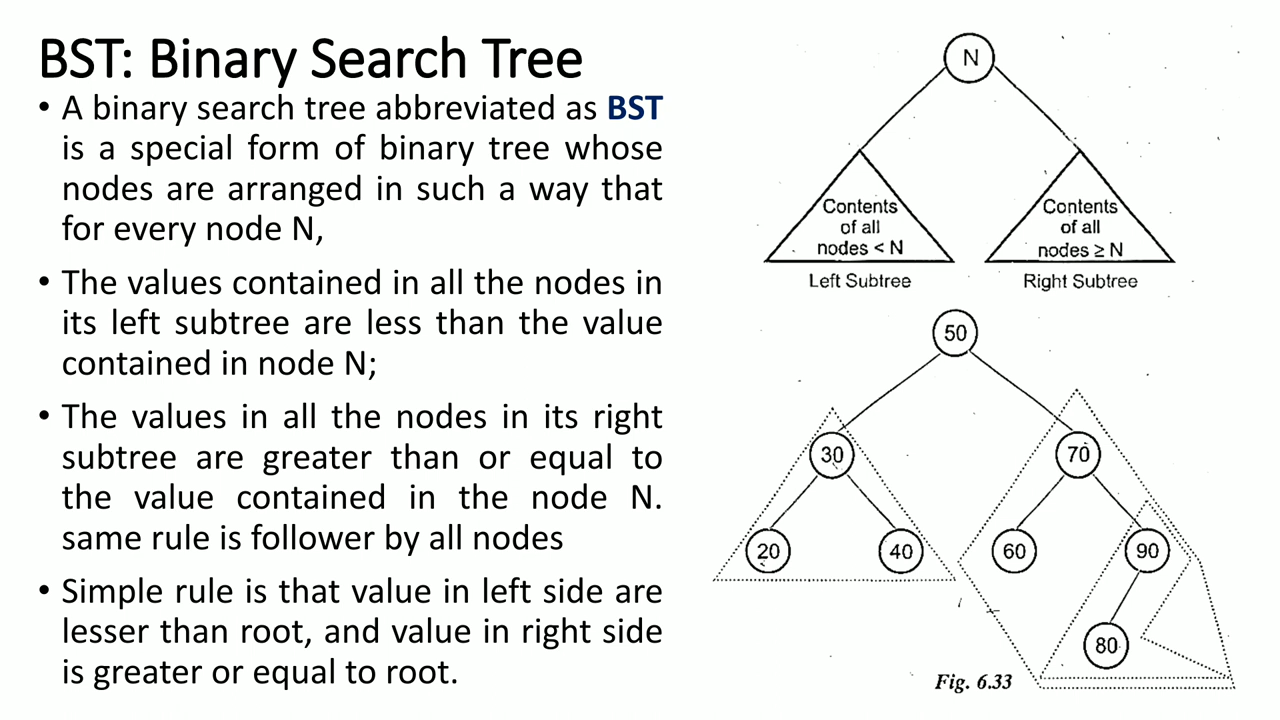 BST: Binary Search Tree
• A binary search tree abbreviated as BST
is a special form of binary tree whose
nodes are arranged in such a way that
for every node N,
• The values contained in all the nodes in
its left subtree are less than the value
contained in node N;
• The values in all the nodes in its right
subtree are greater than or equal to
the value contained in the node N.
same rule is follower by all nodes
• Simple rule is that value in left side are
lesser than root, and value in right side
is greater or equal to root.
N
Contents
of all
nodes < N
Left Subtree
Contents
of all
nodes ≥ N
Right Subtree
50
30
70
20
40
60
90
80
Fig. 6.33